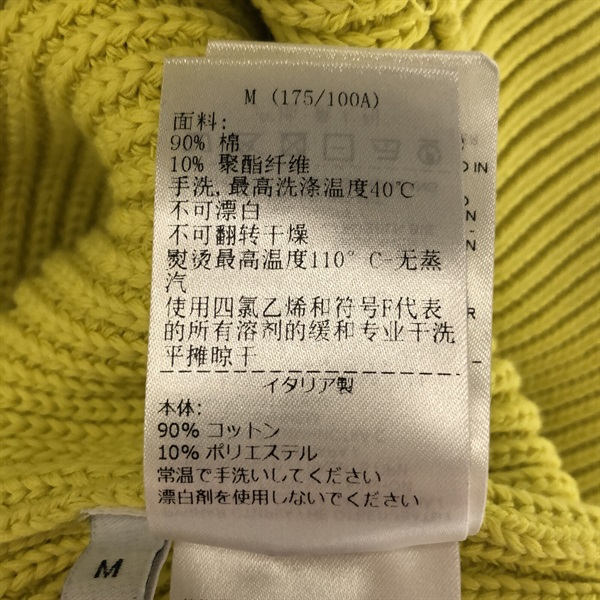 M (175/100A)
面料:
90% 棉
10% 聚酯纤维
手洗,最高洗涤温度40℃
不可漂白
不可翻转干燥
熨烫最高温度110° C-无蒸
汽
使用四氯乙烯和符号F代表
的所有溶剂的缓和专业干洗
平摊晾干
イタリア製
本体:
90% コットン
10% ポリエステル
常温で手洗いしてください
漂白剤を使用しないでください
D IN
M